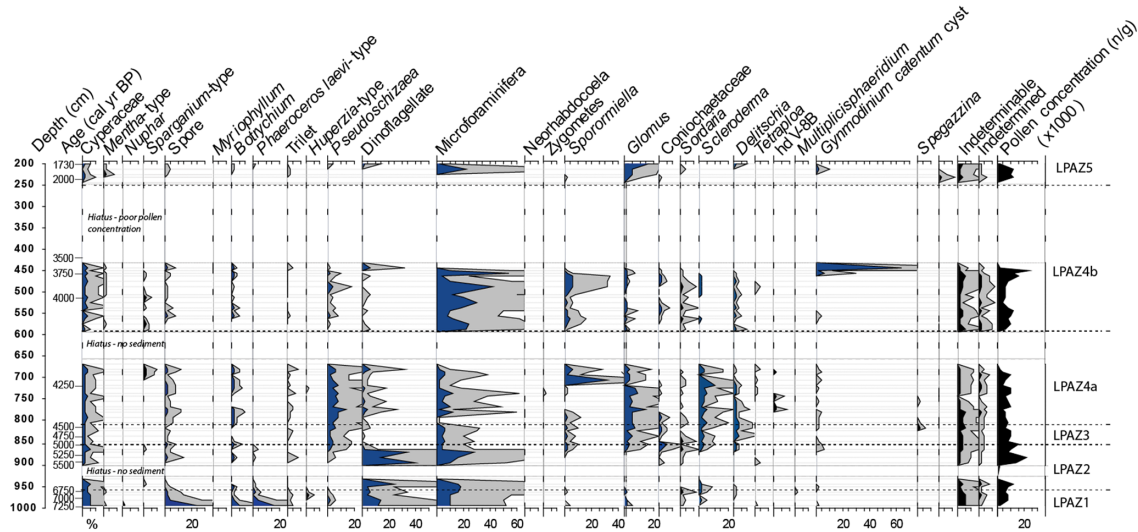 Depth (cm)
Age (cal yr BP)
Cyperaceae
Mentha-type
Nuphar
Sparganium-type
Spore
Myriophyllum
Botrychium
Phaeroceros laevi-type
Trilet
Huperzia-type
Pseudoschizaea
Dinoflagellate
Microforaminifera
Neorhabdocoela
Zygmetes
Sporormiella
Glomus
Coniochaetaceae
Sordaria
Scleroderma
Delitschia
Tetraploa
hd V-8B
Multiplicisphaeridium
Gymnodinium catentum cyst
Spegazzina
Indeterminable
Indetermined
Pollen concentration (n/g)
(x1000)
200 1730 LPAZ5
2000
250
300 Hiatus - poor pollen
concentration
350
400
3500
450 3750 LPAZ4b
500 4000
550
600
Hiatus - no sediment
650
700 4250 LPAZ4a
750
800
4500
4750 LPAZ3
850
5000
5250
900
5500 LPAZ2
Hiatus - no sediment
950
6750
7000 LPAZ1
1000 7250
% 20 20 20 20 40 60 20 40 60 20 40 20 20 20 20 40 60 20 20